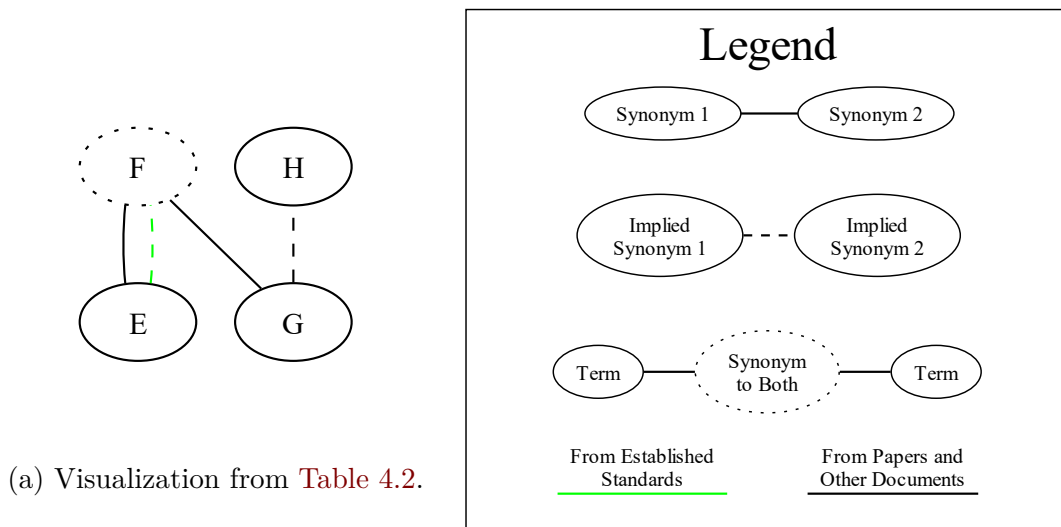 F
H
E
G
(a) Visualization from Table 4.2.
Legend
Synonym 1
Synonym 2
Implied
Synonym 1
Implied
Synonym 2
Term
Synonym
to Both
Term
From Established
Standards
From Papers and
Other Documents